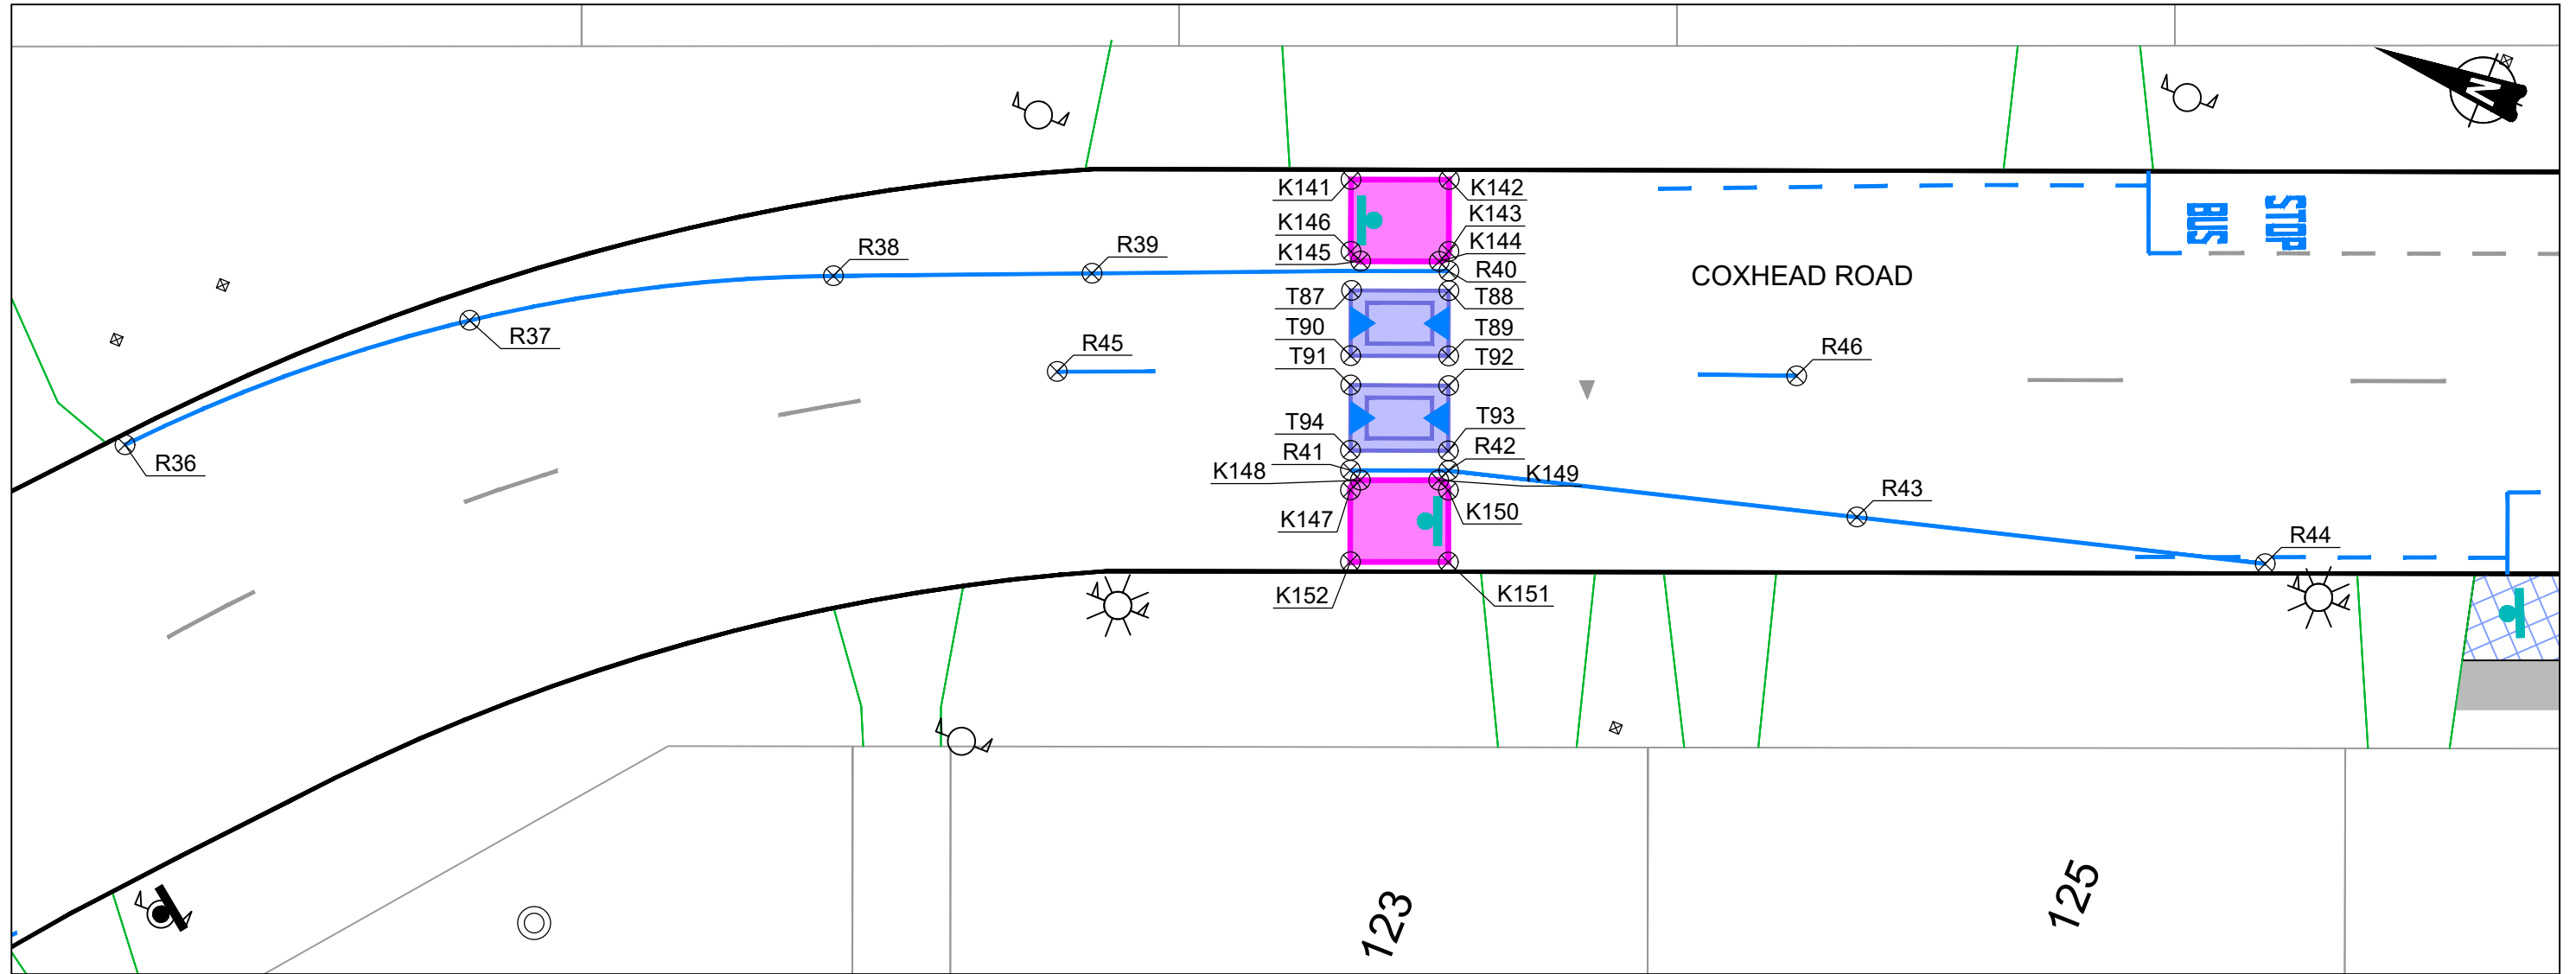 N
K141
K142
K146
K143
K145
K144
R38
R39
R40
BUS
STOP
COXHEAD ROAD
T87
T88
R37
T90
T89
R45
T91
T92
R46
T94
T93
R36
R41
R42
K148
K149
R43
K147
K150
R44
K152
K151
123
125